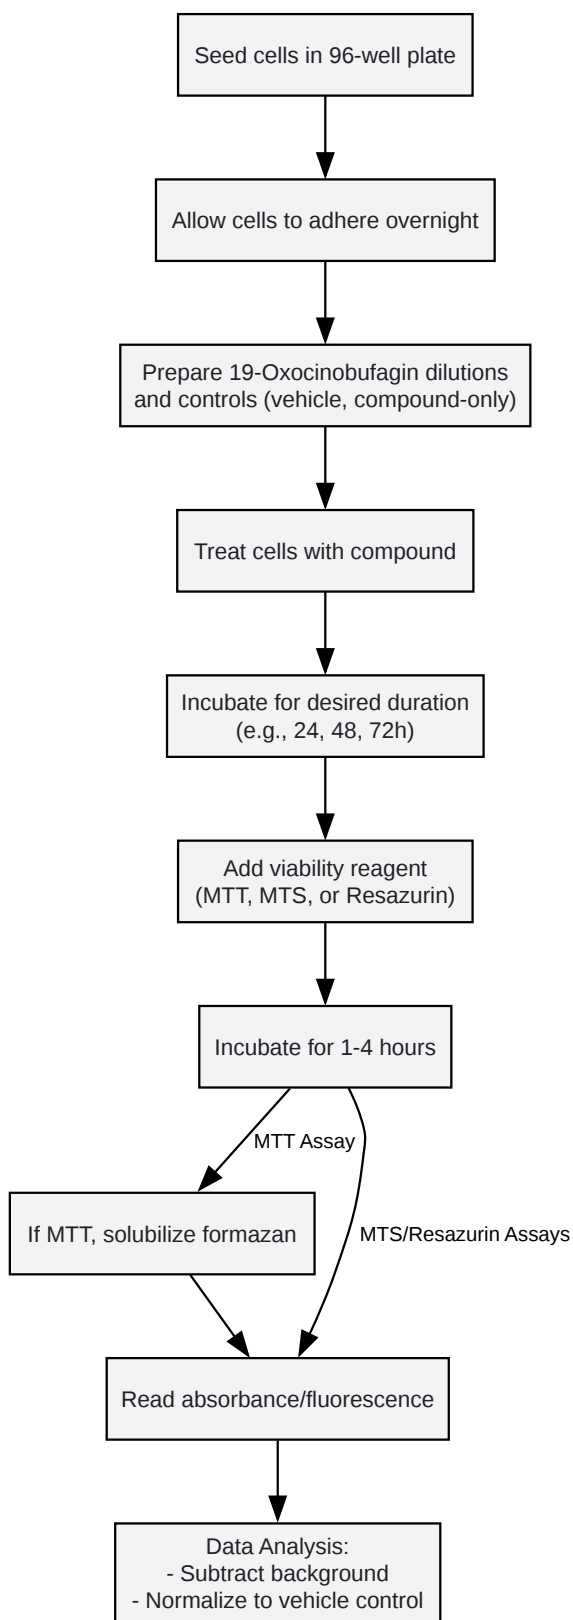 Seed cells in 96-well plate
Allow cells to adhere overnight
Prepare 19-Oxocinobufagin dilutions
and controls (vehicle, compound-only)
Treat cells with compound
Incubate for desired duration
(e.g., 24, 48, 72h)
Add viability reagent
(MTT, MTS, or Resazurin)
Incubate for 1-4 hours
MTT Assay
If MTT, solubilize formazan
MTS/Resazurin Assays
Read absorbance/fluorescence
Data Analysis:
- Subtract background
- Normalize to vehicle control